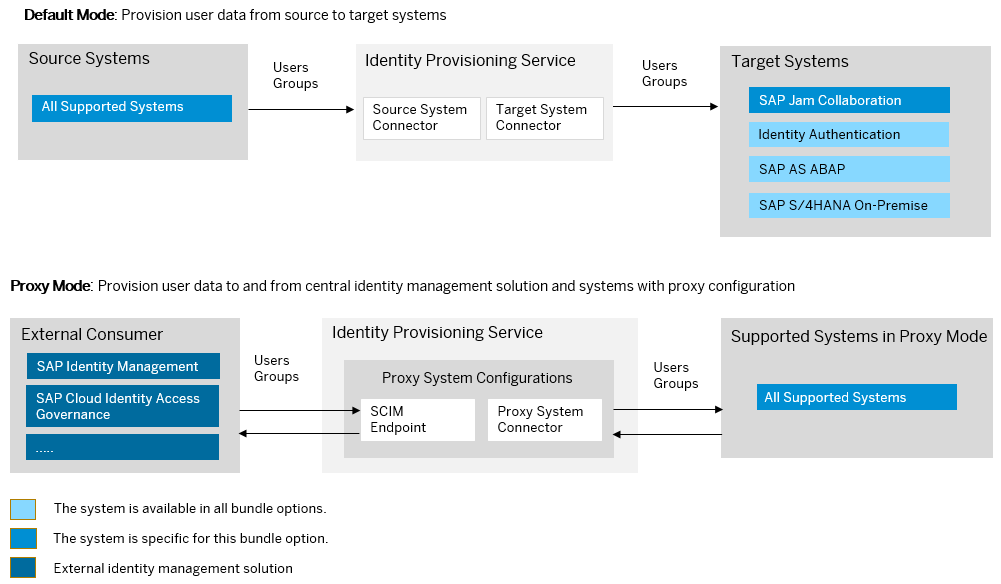 Default Mode: Provision user data from source to target systems
Source Systems
All Supported Systems
Users
Groups
Identity Provisioning Service
Source System
Connector
Target System
Connector
Users
Groups
Target Systems
SAP Jam Collaboration
Identity Authentication
SAP AS ABAP
SAP S/4HANA On-Premise
Proxy Mode: Provision user data to and from central identity management solution and systems with proxy configuration
External Consumer
SAP Identity Management
SAP Cloud Identity Access
Governance
.....
Users
Groups
Identity Provisioning Service
Proxy System Configurations
SCIM
Endpoint
Proxy System
Connector
Users
Groups
Supported Systems in Proxy Mode
All Supported Systems
The system is available in all bundle options.
The system is specific for this bundle option.
External identity management solution